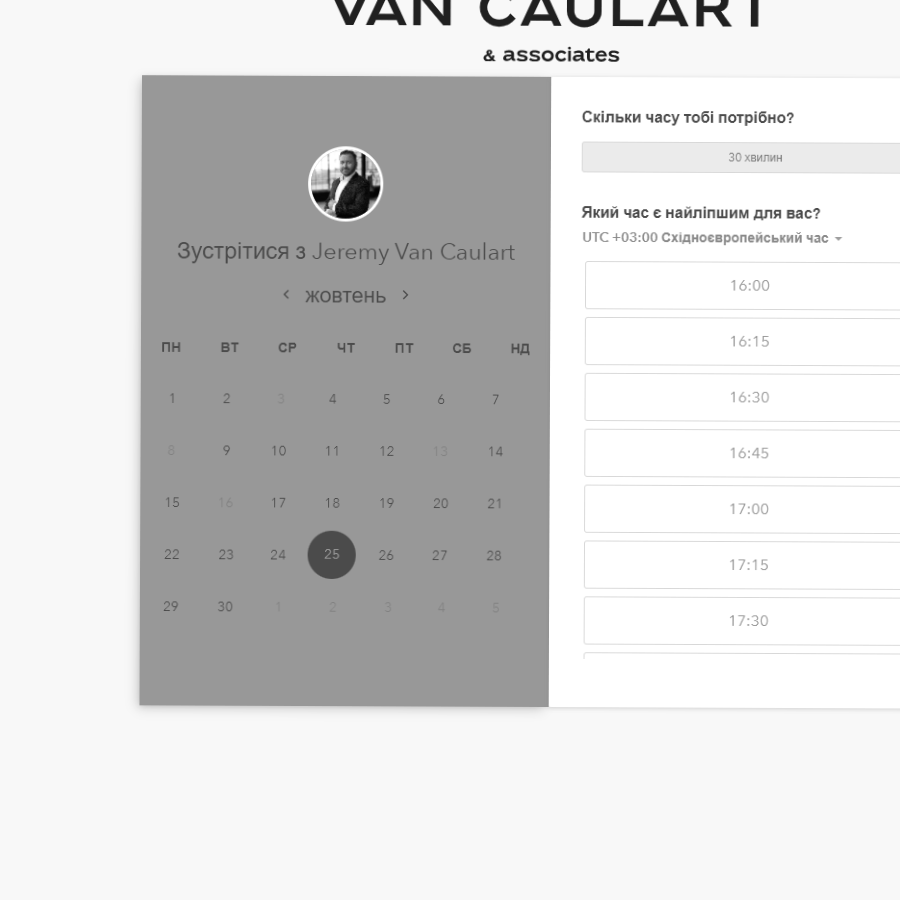 VAN CAULART
& associates
Зустрітися з Jeremy Van Caulart
жовтень
ПН ВТ СР ЧТ ПТ СБ НД
1 2 3 4 5 6 7
8 9 10 11 12 13 14
15 16 17 18 19 20 21
22 23 24 25 26 27 28
29 30 1 2 3 4 5
Скільки часу тобі потрібно?
30 хвилин
Який час є найліпшим для вас?
UTC +03:00 Східноєвропейський час
16:00
16:15
16:30
16:45
17:00
17:15
17:30